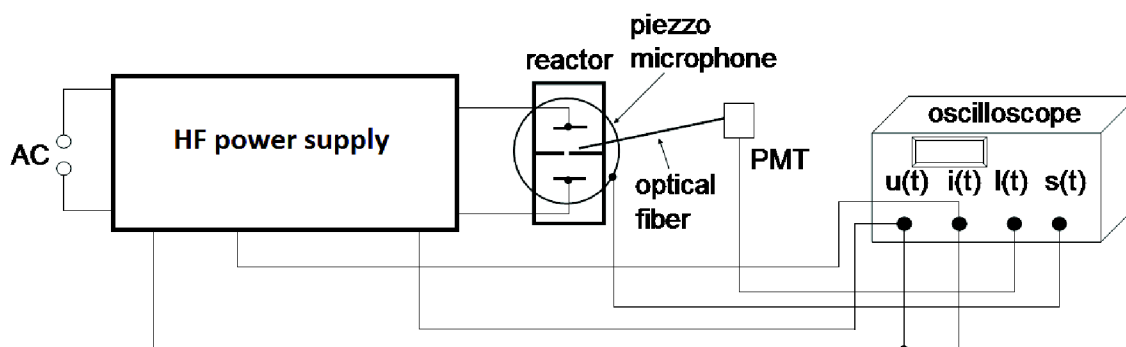 piezzo
microphone
reactor
oscilloscope
HF power supply
AC
PMT
optical
fiber
u(t) i(t) I(t) s(t)